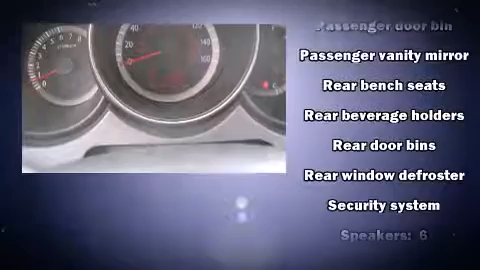 Passenger door bin
Passenger vanity mirror
Rear bench seats
Rear beverage holders
Rear door bins
Rear window defroster
Security system
Speakers: 6